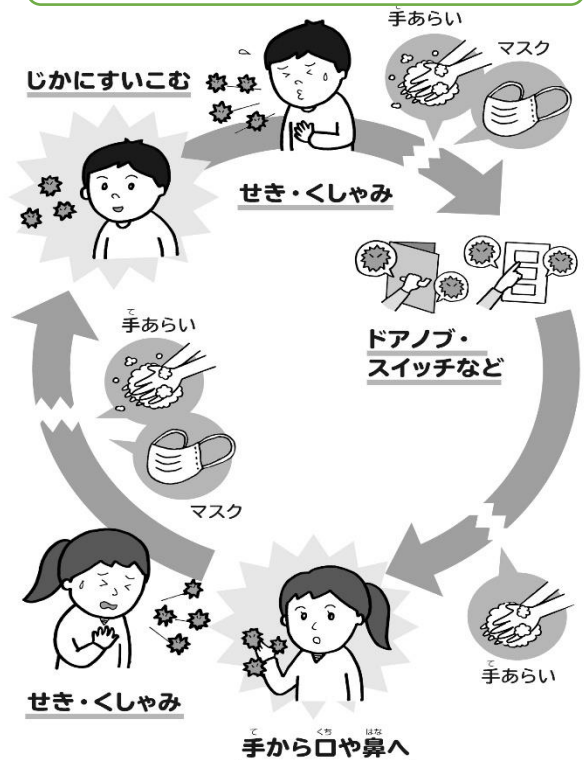 手あらい
マスク
じかにすいこむ
せき・くしゃみ
ドアノブ・
スイッチなど
手あらい
マスク
せき・くしゃみ
手あらい
手から口や鼻へ